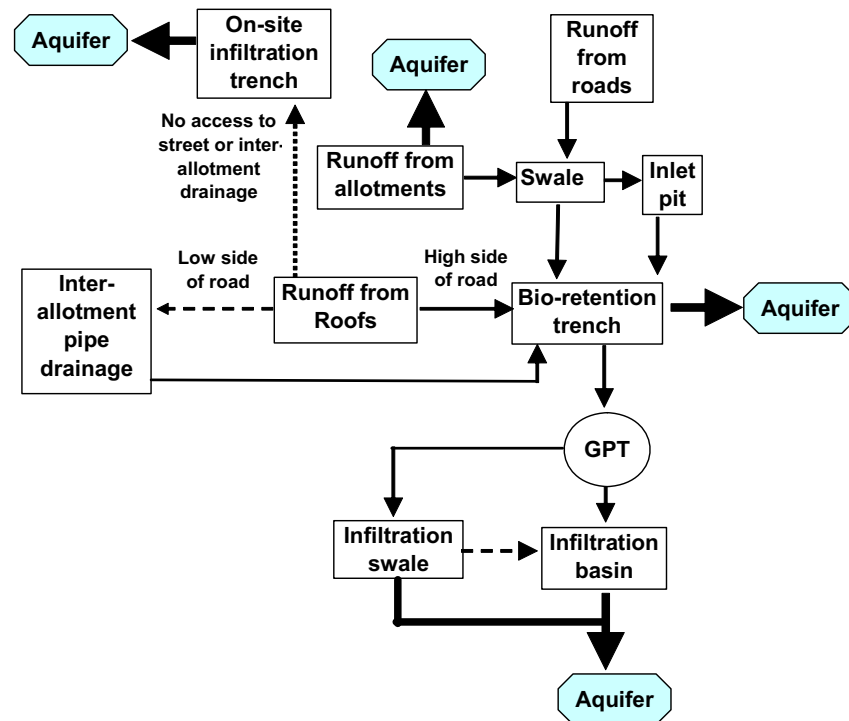 Aquifer
On-site
infiltration
trench
Aquifer
Runoff
from
roads
No access to
street or inter-
allotment
drainage
Runoff from
allotments
Swale
Inlet
pit
Low side
of road
High side
of road
Inter-
allotment
pipe
drainage
Runoff from
Roofs
Bio-retention
trench
Aquifer
GPT
Infiltration
swale
Infiltration
basin
Aquifer